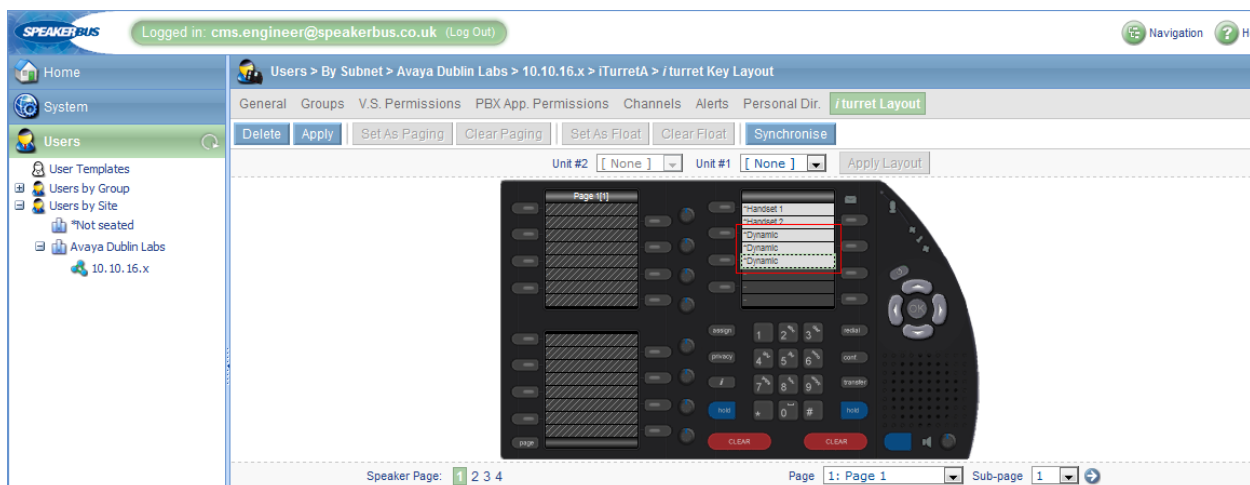 SPEAKERBUS
Logged in: cms.engineer@speakerbus.co.uk (Log Out)
Navigation
H
Home
System
Users
User Templates
Users by Group
Users by Site
*Not seated
Avaya Dublin Labs
10.10.16.x
Users > By Subnet > Avaya Dublin Labs > 10.10.16.x > iTurretA > i turret Key Layout
General Groups V.S. Permissions PBX App. Permissions Channels Alerts Personal Dir. i turret Layout
Delete Apply Set As Paging Clear Paging Set As Float Clear Float Synchronise
Unit #2 [ None ] Unit #1 [ None ] Apply Layout
Page 1[1]
*Handset 1
*Handset 2
*Dynamic
*Dynamic
*Dynamic
-
-
-
assign 1 2 3 redial
privacy 4 5 6 conf
i 7 8 9 transfer
hold * 0 # hold
page CLEAR CLEAR
OK
Speaker Page: 1 2 3 4
Page 1: Page 1 Sub-page 1